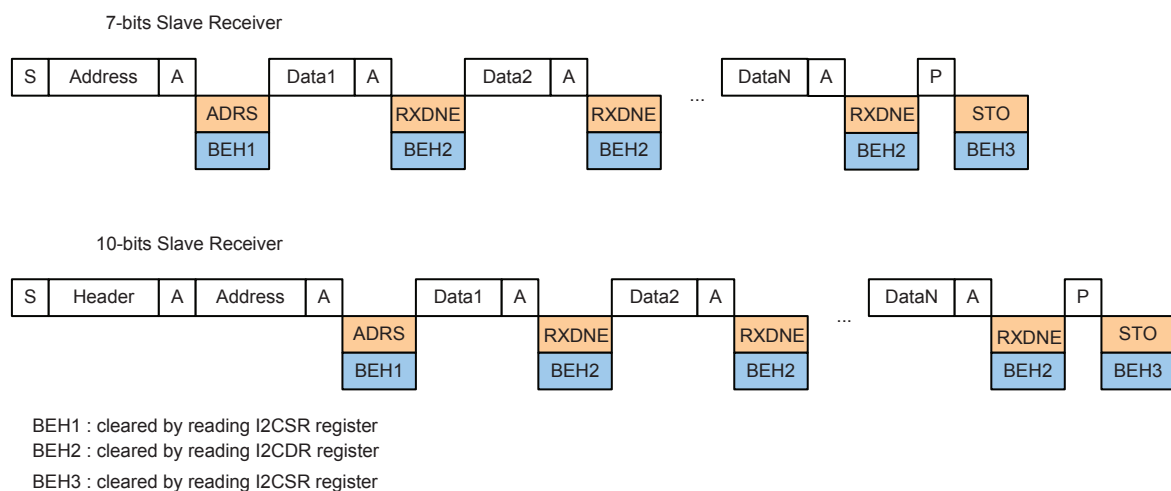 7-bits Slave Receiver
S Address A Data1 A Data2 A ... DataN A P
ADRS RXDNE RXDNE RXDNE STO
BEH1 BEH2 BEH2 BEH2 BEH3
10-bits Slave Receiver
S Header A Address A Data1 A Data2 A ... DataN A P
ADRS RXDNE RXDNE RXDNE STO
BEH1 BEH2 BEH2 BEH2 BEH3
BEH1 : cleared by reading I2CSR register
BEH2 : cleared by reading I2CDR register
BEH3 : cleared by reading I2CSR register